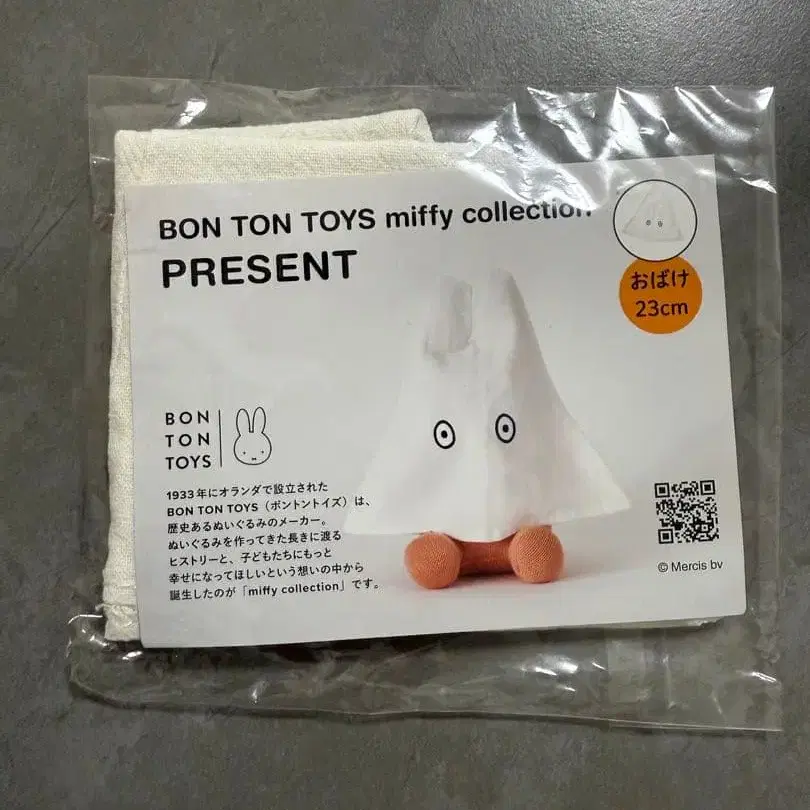 BON TON TOYS miffy collection
PRESENT
おばけ
23cm
BON
TON
TOYS
1933年にオランダで設立された
BON TON TOYS（ボントントイズ）は、
歴史あるぬいぐるみのメーカー。
ぬいぐるみを作ってきた長きに渡る
ヒストリーと、子どもたちにもっと
幸せになってほしいという想いの中から
誕生したのが「miffy collection」です。
© Mercis bv